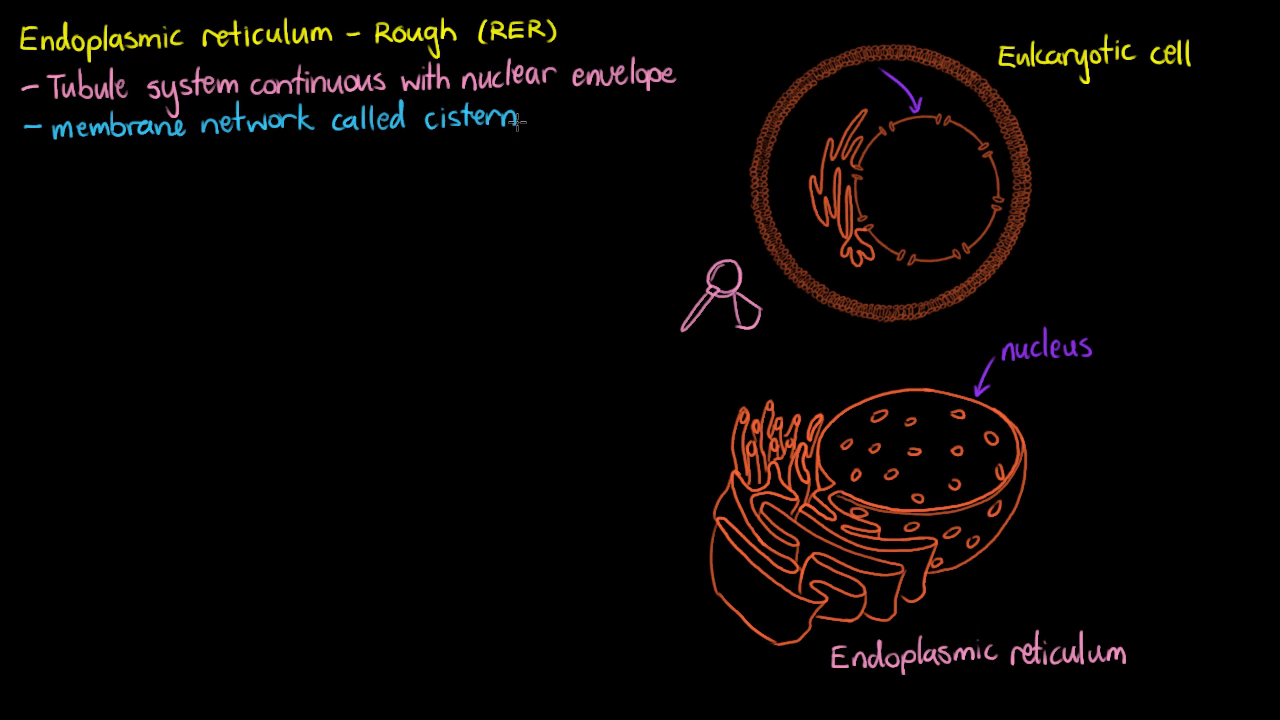 Endoplasmic reticulum - Rough (RER)
Eukaryotic cell
- Tubule system continuous with nuclear envelope
- membrane network called cistern
nucleus
Endoplasmic reticulum